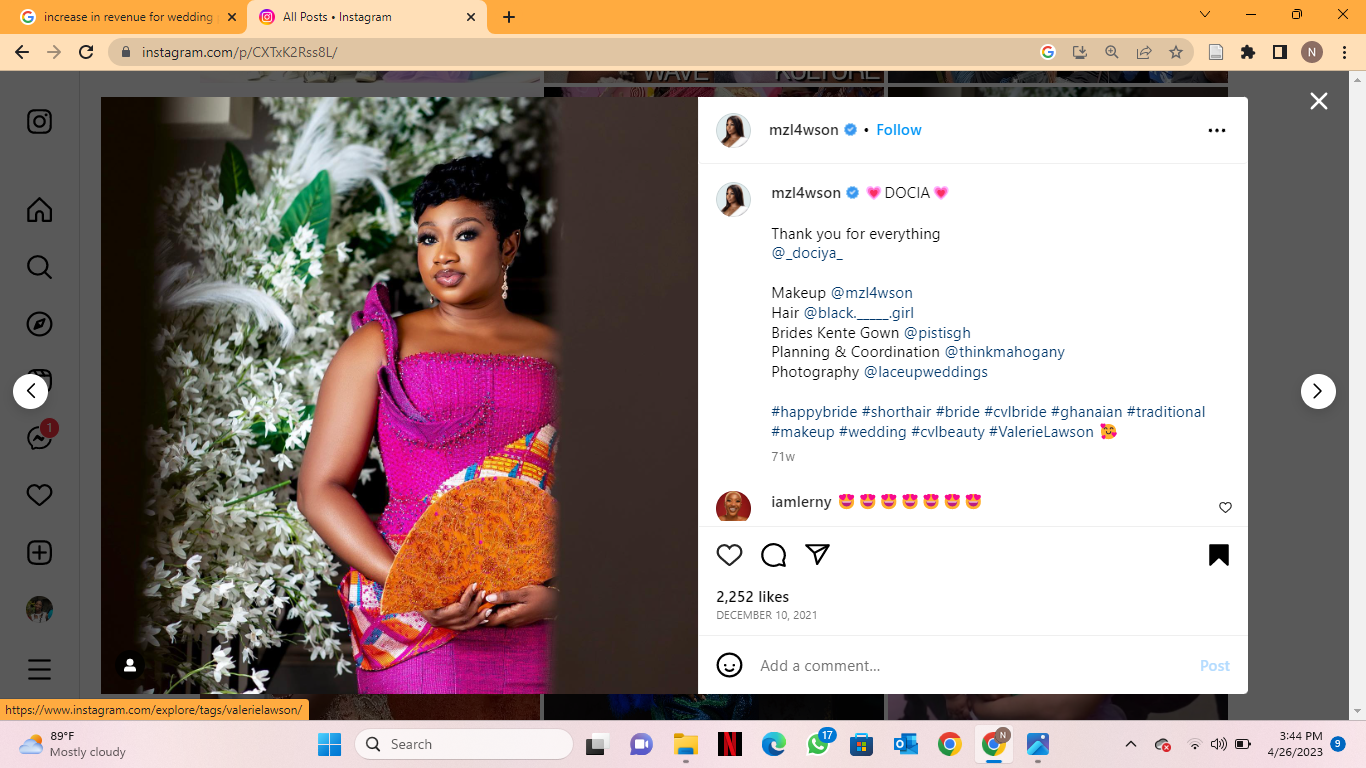 increase in revenue for wedding
All Posts • Instagram
instagram.com/p/CXTxK2Rss8L/
N
WAVE
KULTURE
mzl4wson • Follow
mzl4wson 💗 DOCIA 💗
Thank you for everything
@_dociya_
Makeup @mzl4wson
Hair @black._____.girl
Brides Kente Gown @pistisgh
Planning & Coordination @thinkmahogany
Photography @laceupweddings
#happybride #shorthair #bride #cvlbride #ghanaian #traditional
#makeup #wedding #cvlbeauty #ValerieLawson 🥰
71w
iamlerny 😍😍😍😍😍😍😍
1
2,252 likes
DECEMBER 10, 2021
Add a comment...
Post
https://www.instagram.com/explore/tags/valerielawson/
89°F
Mostly cloudy
Search
N
17
N
3:44 PM
4/26/2023
9